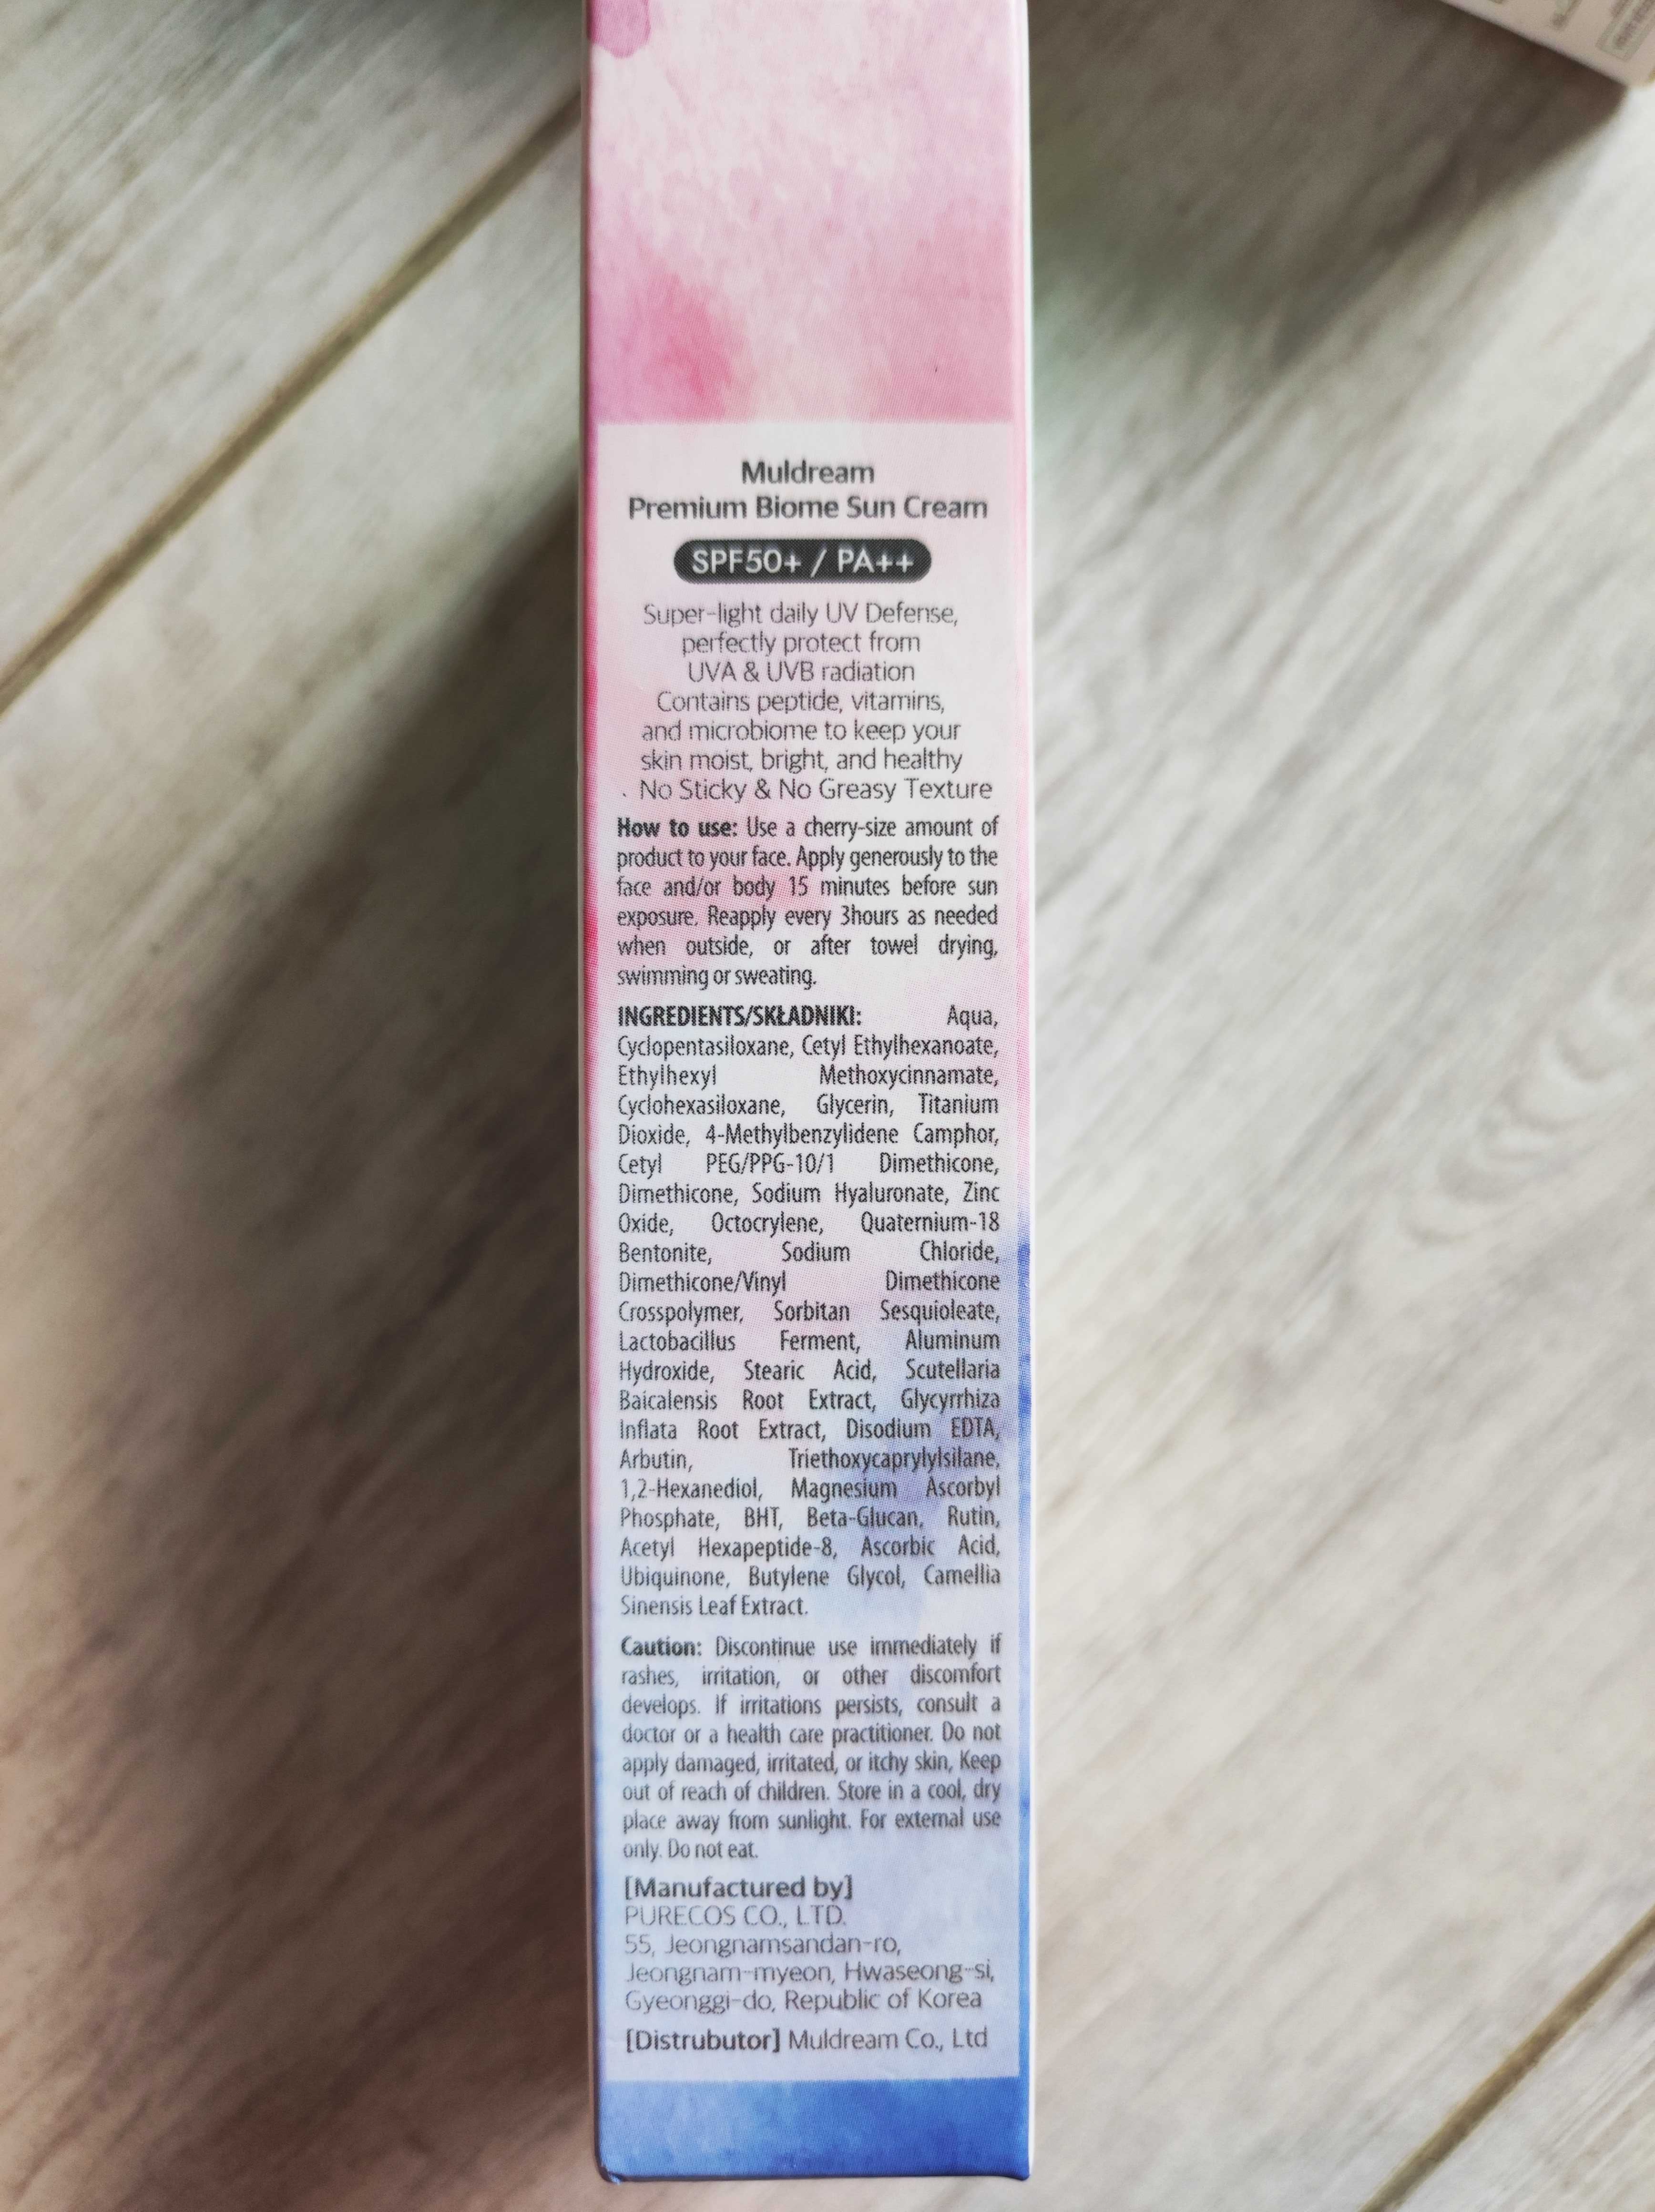 Muldream
Premium Biome Sun Cream
SPF50+ / PA++
Super-light daily UV Defense,
perfectly protect from
UVA & UVB radiation
Contains peptide, vitamins,
and microbiome to keep your
skin moist, bright, and healthy
. No Sticky & No Greasy Texture
How to use: Use a cherry-size amount of
product to your face. Apply generously to the
face and/or body 15 minutes before sun
exposure. Reapply every 3hours as needed
when outside, or after towel drying,
swimming or sweating.
INGREDIENTS/SKŁADNIKI: Aqua,
Cyclopentasiloxane, Cetyl Ethylhexanoate,
Ethylhexyl Methoxycinnamate,
Cyclohexasiloxane, Glycerin, Titanium
Dioxide, 4-Methylbenzylidene Camphor,
Cetyl PEG/PPG-10/1 Dimethicone,
Dimethicone, Sodium Hyaluronate, Zinc
Oxide, Octocrylene, Quaternium-18
Bentonite, Sodium Chloride,
Dimethicone/Vinyl Dimethicone
Crosspolymer, Sorbitan Sesquioleate,
Lactobacillus Ferment, Aluminum
Hydroxide, Stearic Acid, Scutellaria
Baicalensis Root Extract, Glycyrrhiza
Inflata Root Extract, Disodium EDTA,
Arbutin, Triethoxycaprylylsilane,
1,2-Hexanediol, Magnesium Ascorbyl
Phosphate, BHT, Beta-Glucan, Rutin,
Acetyl Hexapeptide-8, Ascorbic Acid,
Ubiquinone, Butylene Glycol, Camellia
Sinensis Leaf Extract.
Caution: Discontinue use immediately if
rashes, irritation, or other discomfort
develops. If irritations persists, consult a
doctor or a health care practitioner. Do not
apply damaged, irritated, or itchy skin, Keep
out of reach of children. Store in a cool, dry
place away from sunlight. For external use
only. Do not eat.
[Manufactured by]
PURECOS CO., LTD.
55, Jeongnamsandan-ro,
Jeongnam-myeon, Hwaseong-si,
Gyeonggi-do, Republic of Korea
[Distrubutor] Muldream Co., Ltd